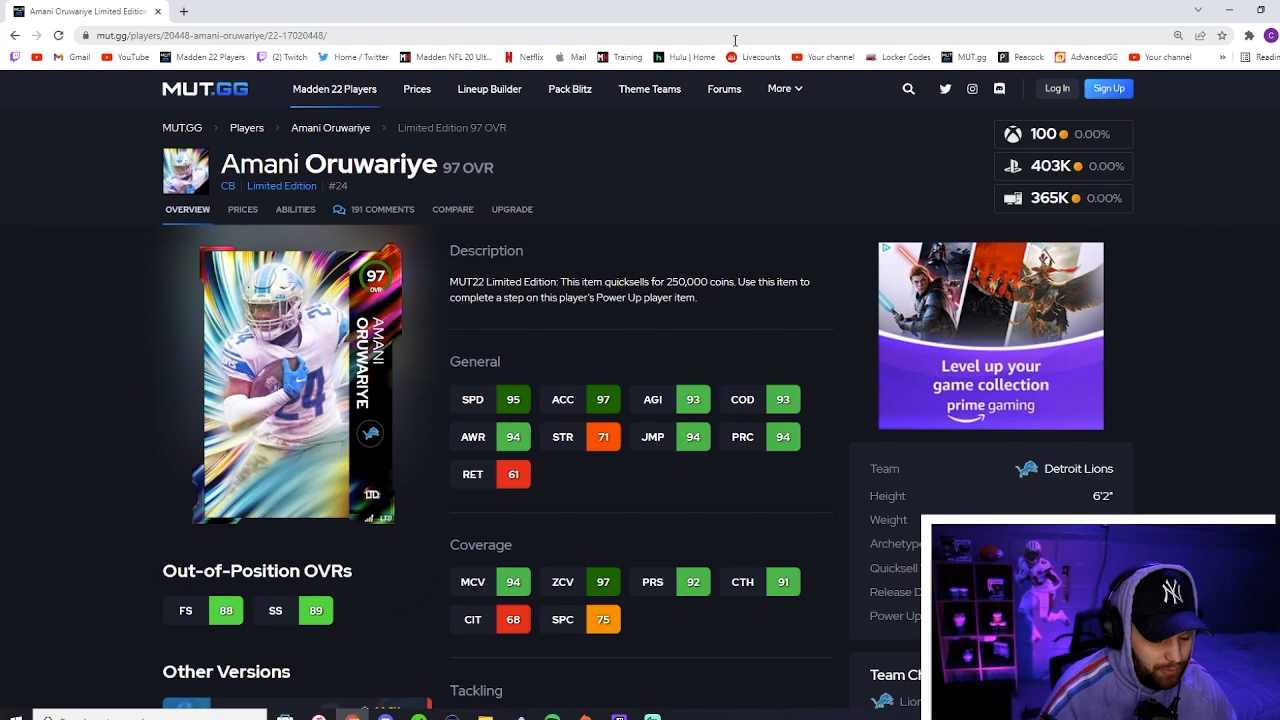 Amani Oruwariye Limited Edition
mut.gg/players/20448-amani-oruwariye/22-17020448/
Gmail YouTube Madden 22 Players.. (2) Twitch Home / Twitter Madden NFL 20 Ult... Netflix Mail Training Hulu | Home Livecounts Your channel Locker Codes MUT.gg Peacock AdvancedGG Your channel » Readin
MUT.GG Madden 22 Players Prices Lineup Builder Pack Blitz Theme Teams Forums More Log In Sign Up
MUT.GG > Players > Amani Oruwariye > Limited Edition 97 OVR
Amani Oruwariye 97 OVR
CB Limited Edition #24
100 0.00%
403K 0.00%
365K 0.00%
OVERVIEW PRICES ABILITIES 191 COMMENTS COMPARE UPGRADE
97
OVR
AMANI
ORUWARIYE
24
LTD
LTD
Description
MUT22 Limited Edition: This item quicksells for 250,000 coins. Use this item to
complete a step on this player's Power Up player item.
General
SPD 95 ACC 97 AGI 93 COD 93
AWR 94 STR 71 JMP 94 PRC 94
RET 61
Coverage
MCV 94 ZCV 97 PRS 92 CTH 91
CIT 68 SPC 75
Tackling
Out-of-Position OVRs
FS 88 SS 89
Other Versions
Level up your
game collection
prime gaming
Team Detroit Lions
Height 6'2"
Weight
Archetyp
Quicksell
Release D
Power Up
Team Ch
Lion